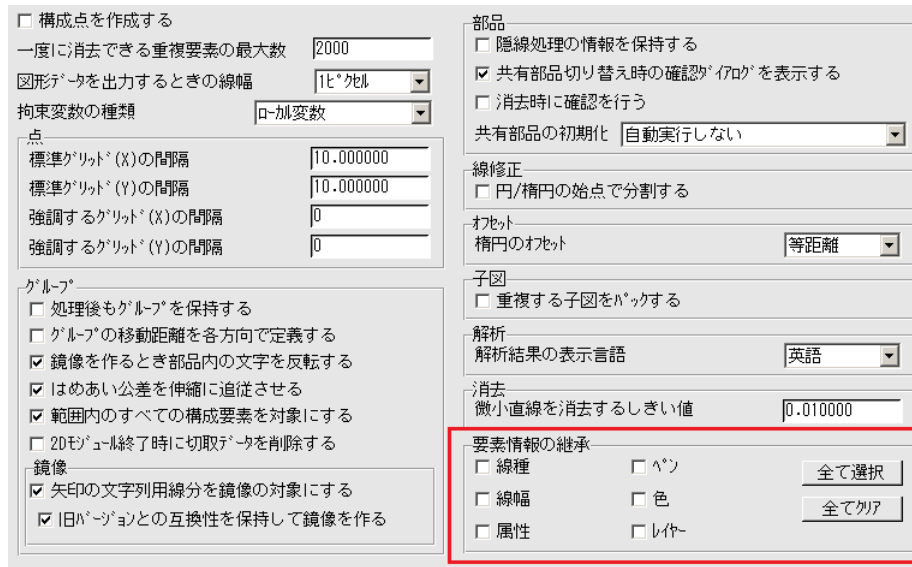 構成点を作成する
一度に消去できる重複要素の最大数 2000
図形ﾃﾞｰﾀを出力するときの線幅 1ﾋﾟｸｾﾙ
拘束変数の種類 ﾛｰｶﾙ変数
点
標準ｸﾞﾘｯﾄﾞ(X)の間隔 10.000000
標準ｸﾞﾘｯﾄﾞ(Y)の間隔 10.000000
強調するｸﾞﾘｯﾄﾞ(X)の間隔 0
強調するｸﾞﾘｯﾄﾞ(Y)の間隔 0
ｸﾞﾙｰﾌﾟ
処理後もｸﾞﾙｰﾌﾟを保持する
ｸﾞﾙｰﾌﾟの移動距離を各方向で定義する
鏡像を作るとき部品内の文字を反転する
はめあい公差を伸縮に追従させる
範囲内のすべての構成要素を対象にする
2Dﾓｼﾞｭｰﾙ終了時に切取ﾃﾞｰﾀを削除する
鏡像
矢印の文字列用線分を鏡像の対象にする
旧ﾊﾞｰｼﾞｮﾝとの互換性を保持して鏡像を作る
部品
隠線処理の情報を保持する
共有部品切り替え時の確認ﾀﾞｲｱﾛｸﾞを表示する
消去時に確認を行う
共有部品の初期化 自動実行しない
線修正
円/楕円の始点で分割する
ｵﾌｾｯﾄ
楕円のｵﾌｾｯﾄ 等距離
子図
重複する子図をﾊﾟｯｸする
解析
解析結果の表示言語 英語
消去
微小直線を消去するしきい値 0.010000
要素情報の継承
線種 ﾍﾟﾝ 全て選択
線幅 色 全てｸﾘｱ
属性 ﾚｲﾔｰ